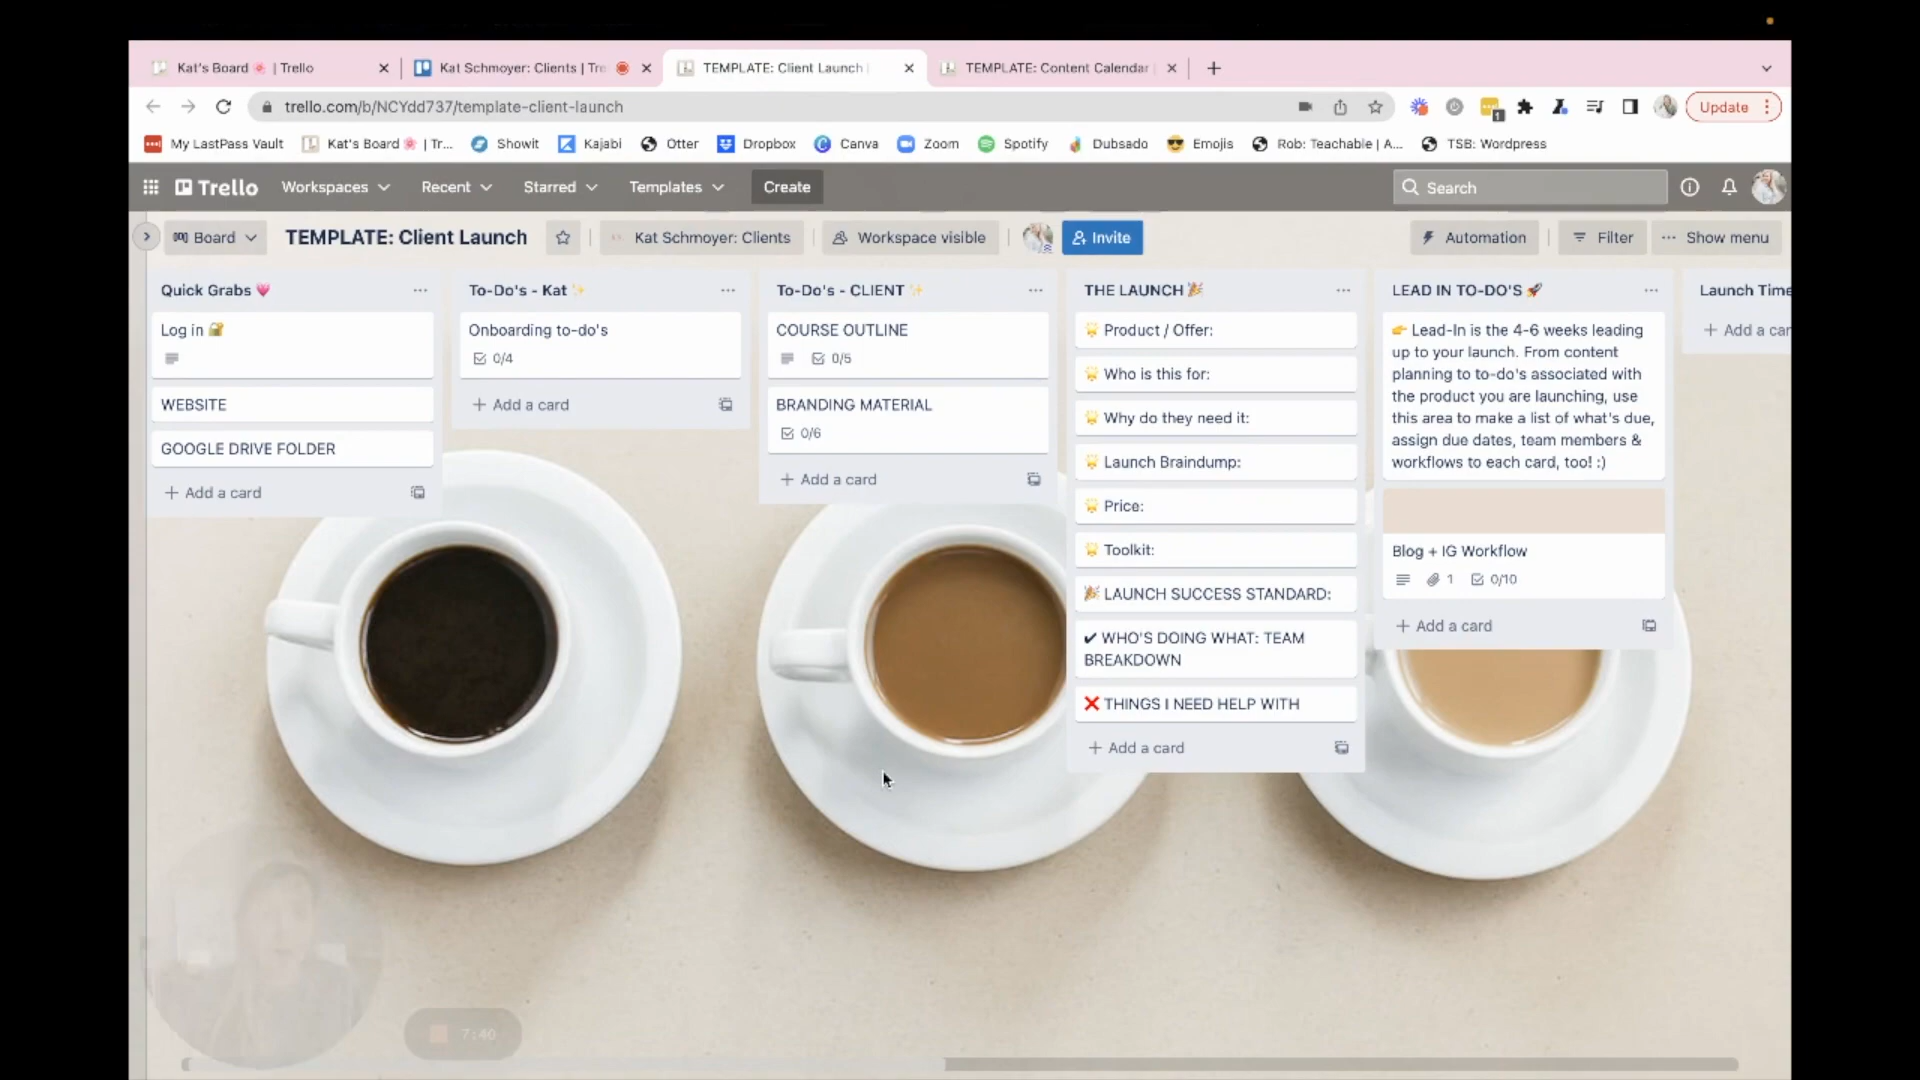 Kat's Board 🌸 | Trello
Kat Schmoyer: Clients | Tre
TEMPLATE: Client Launch |
TEMPLATE: Content Calendar
trello.com/b/NCYdd737/template-client-launch
1
Update
My LastPass Vault
Kat's Board 🌸 | Tr...
Showit
Kajabi
Otter
Dropbox
Canva
Zoom
Spotify
Dubsado
Emojis
Rob: Teachable | A...
TSB: Wordpress
Trello
Workspaces
Recent
Starred
Templates
Create
Search
Board
TEMPLATE: Client Launch
Kat Schmoyer: Clients
Workspace visible
Invite
Automation
Filter
Show menu
Quick Grabs 💗
Log in 🔐
WEBSITE
GOOGLE DRIVE FOLDER
+ Add a card
To-Do's - Kat ✨
Onboarding to-do's
0/4
+ Add a card
To-Do's - CLIENT ✨
COURSE OUTLINE
0/5
BRANDING MATERIAL
0/6
+ Add a card
THE LAUNCH 🎉
🌟 Product / Offer:
🌟 Who is this for:
🌟 Why do they need it:
🌟 Launch Braindump:
🌟 Price:
🌟 Toolkit:
🎉 LAUNCH SUCCESS STANDARD:
✔ WHO'S DOING WHAT: TEAM
BREAKDOWN
❌ THINGS I NEED HELP WITH
+ Add a card
LEAD IN TO-DO'S 🚀
👉 Lead-In is the 4-6 weeks leading
up to your launch. From content
planning to to-do's associated with
the product you are launching, use
this area to make a list of what's due,
assign due dates, team members &
workflows to each card, too! :)
Blog + IG Workflow
1
0/10
+ Add a card
Launch Time
+ Add a car
7:40